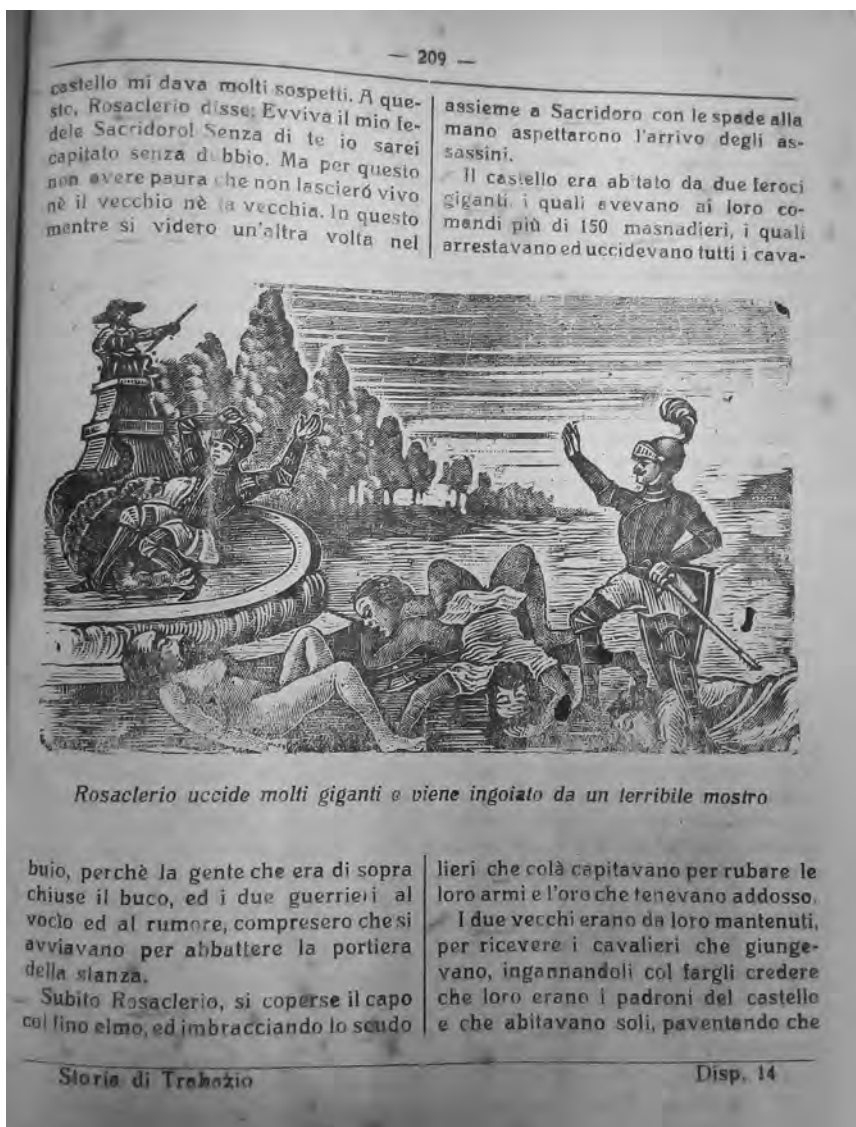 — 209 —
castello mi dava molti sospetti. A que-
sto, Rosaclerio disse: Evviva il mio fe-
dele Sacridoro! Senza di te io sarei
capitato senza dubbio. Ma per questo
non avere paura che non lascieró vivo
nè il vecchio nè la vecchia. In questo
mentre si videro un'altra volta nel
buio, perchè la gente che era di sopra
chiuse il buco, ed i due guerrieri al
vocìo ed al rumore, compresero che si
avviavano per abbattere la portiera
della stanza.
Subito Rosaclerio, si coperse il capo
col fino elmo, ed imbracciando lo scudo
assieme a Sacridoro con le spade alla
mano aspettarono l'arrivo degli as-
sassini.
Il castello era abitato da due feroci
giganti i quali avevano ai loro co-
mandi più di 150 masnadieri, i quali
arrestavano ed uccidevano tutti i cava-
lieri che colà capitavano per rubare le
loro armi e l'oro che tenevano addosso.
I due vecchi erano da loro mantenuti,
per ricevere i cavalieri che giunge-
vano, ingannandoli col fargli credere
che loro erano i padroni del castello
e che abitavano soli, paventando che
Rosaclerio uccide molti giganti e viene ingoiato da un terribile mostro
Storia di Trabazio
Disp. 14